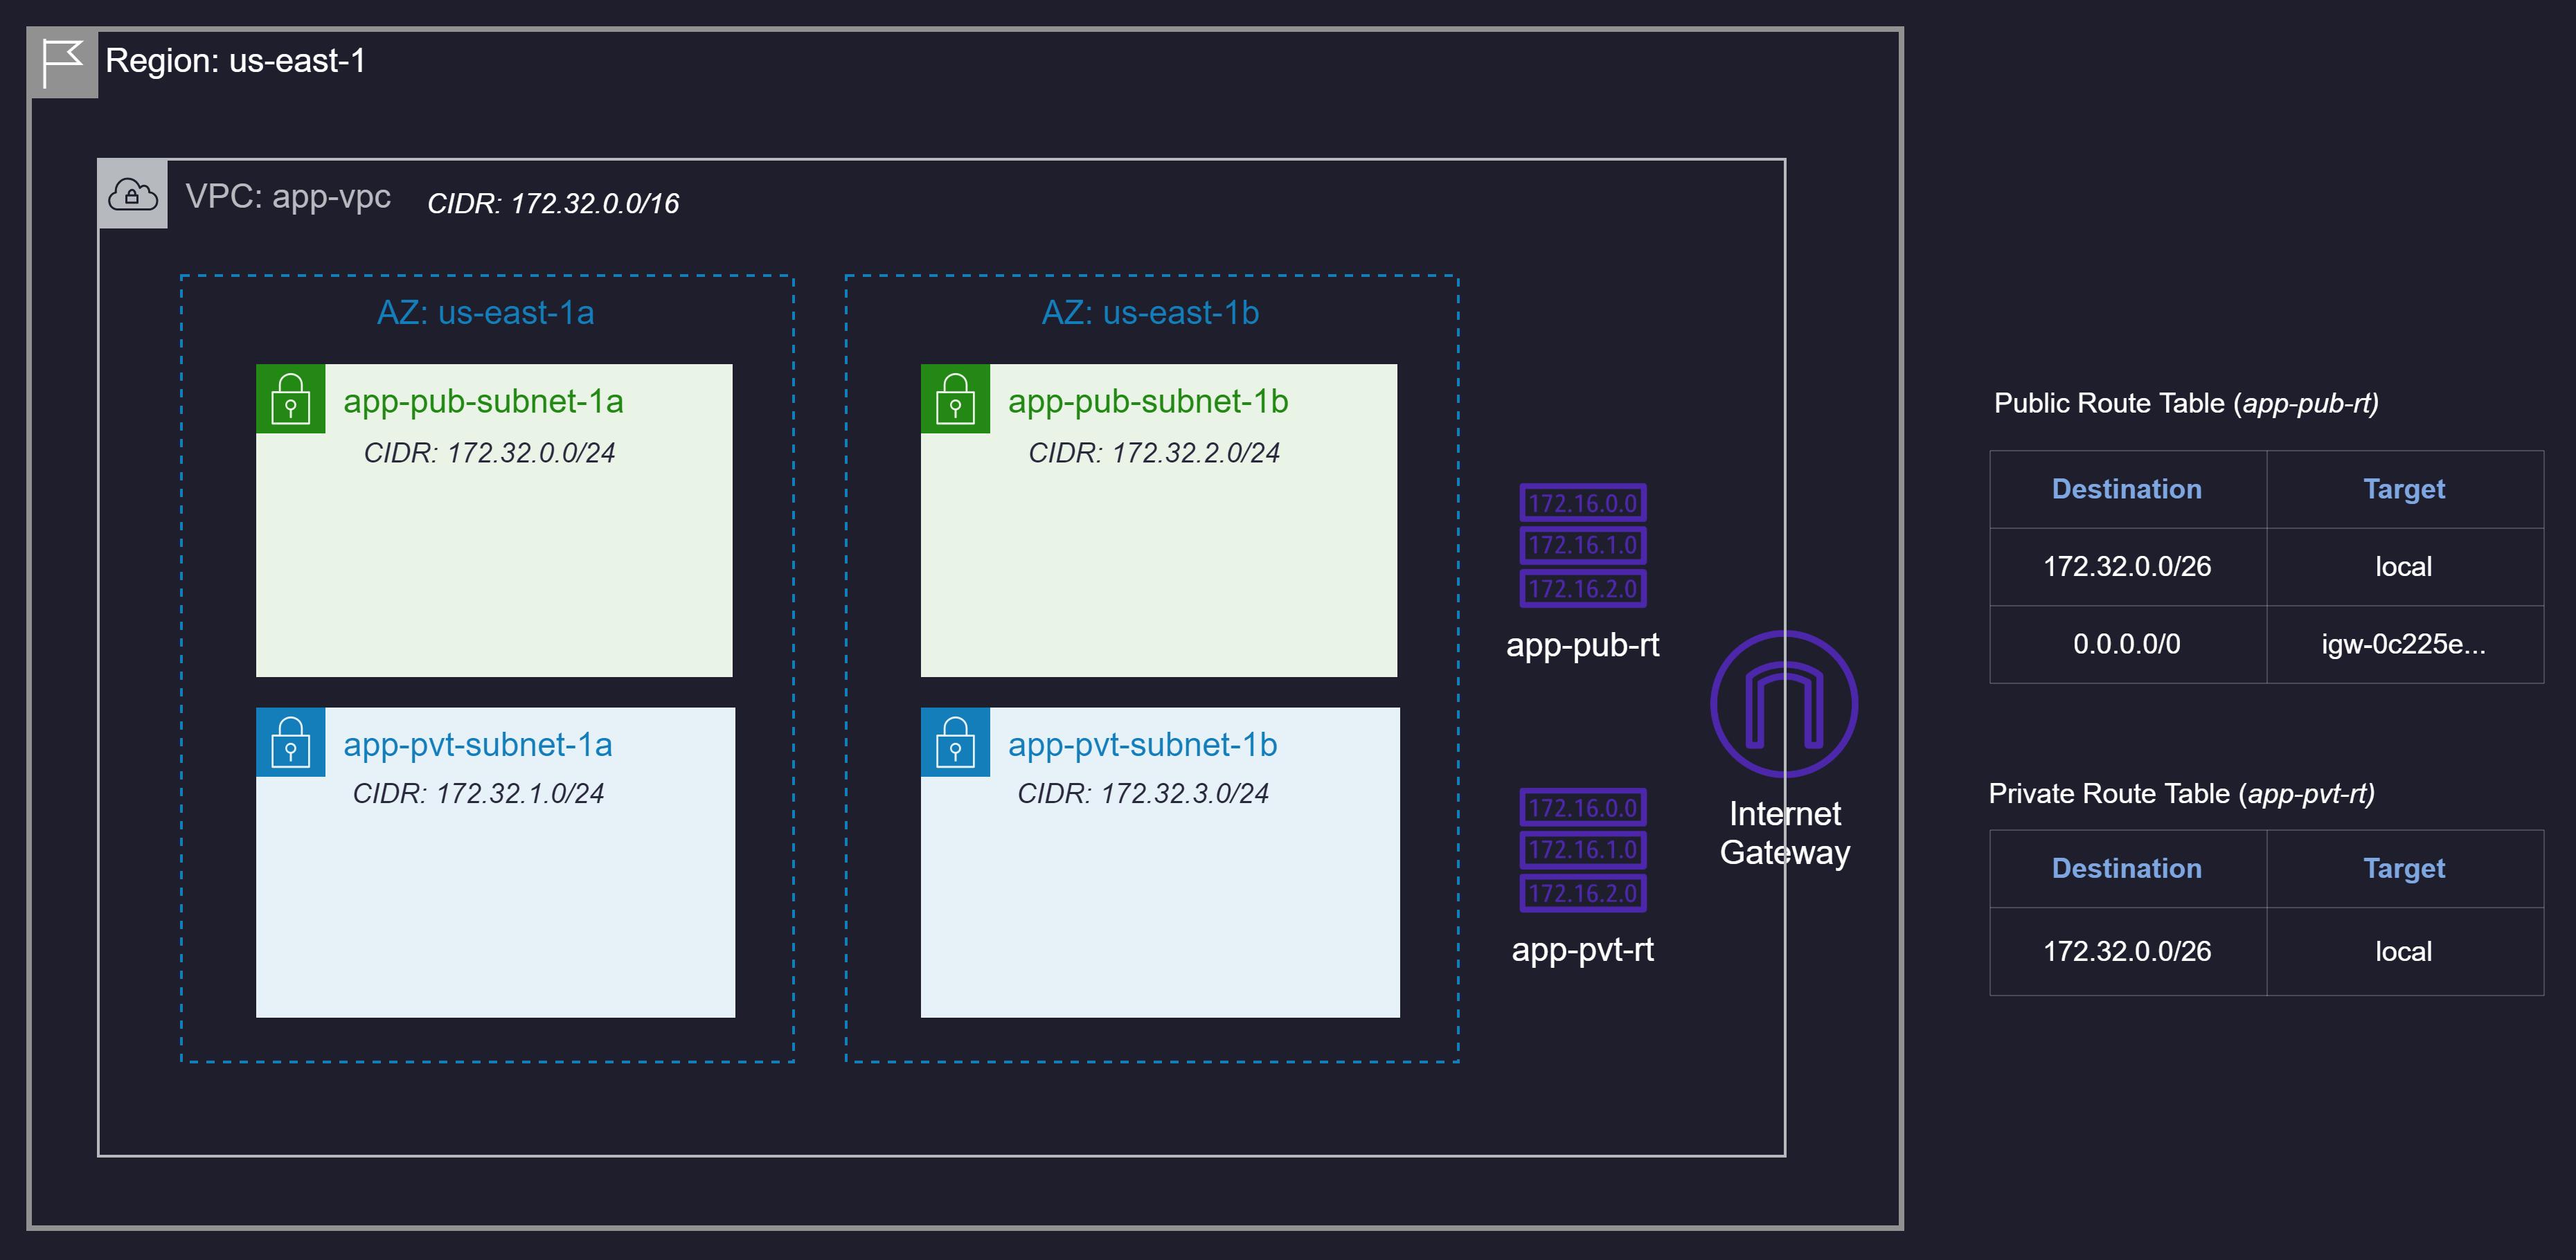 Region: us-east-1
VPC: app-vpc CIDR: 172.32.0.0/16
AZ: us-east-1a
app-pub-subnet-1a
CIDR: 172.32.0.0/24
app-pvt-subnet-1a
CIDR: 172.32.1.0/24
AZ: us-east-1b
app-pub-subnet-1b
CIDR: 172.32.2.0/24
app-pvt-subnet-1b
CIDR: 172.32.3.0/24
172.16.0.0
172.16.1.0
172.16.2.0
app-pub-rt
172.16.0.0
172.16.1.0
172.16.2.0
app-pvt-rt
Internet
Gateway
Public Route Table (app-pub-rt)
Destination Target
172.32.0.0/26 local
0.0.0.0/0 igw-0c225e...
Private Route Table (app-pvt-rt)
Destination Target
172.32.0.0/26 local